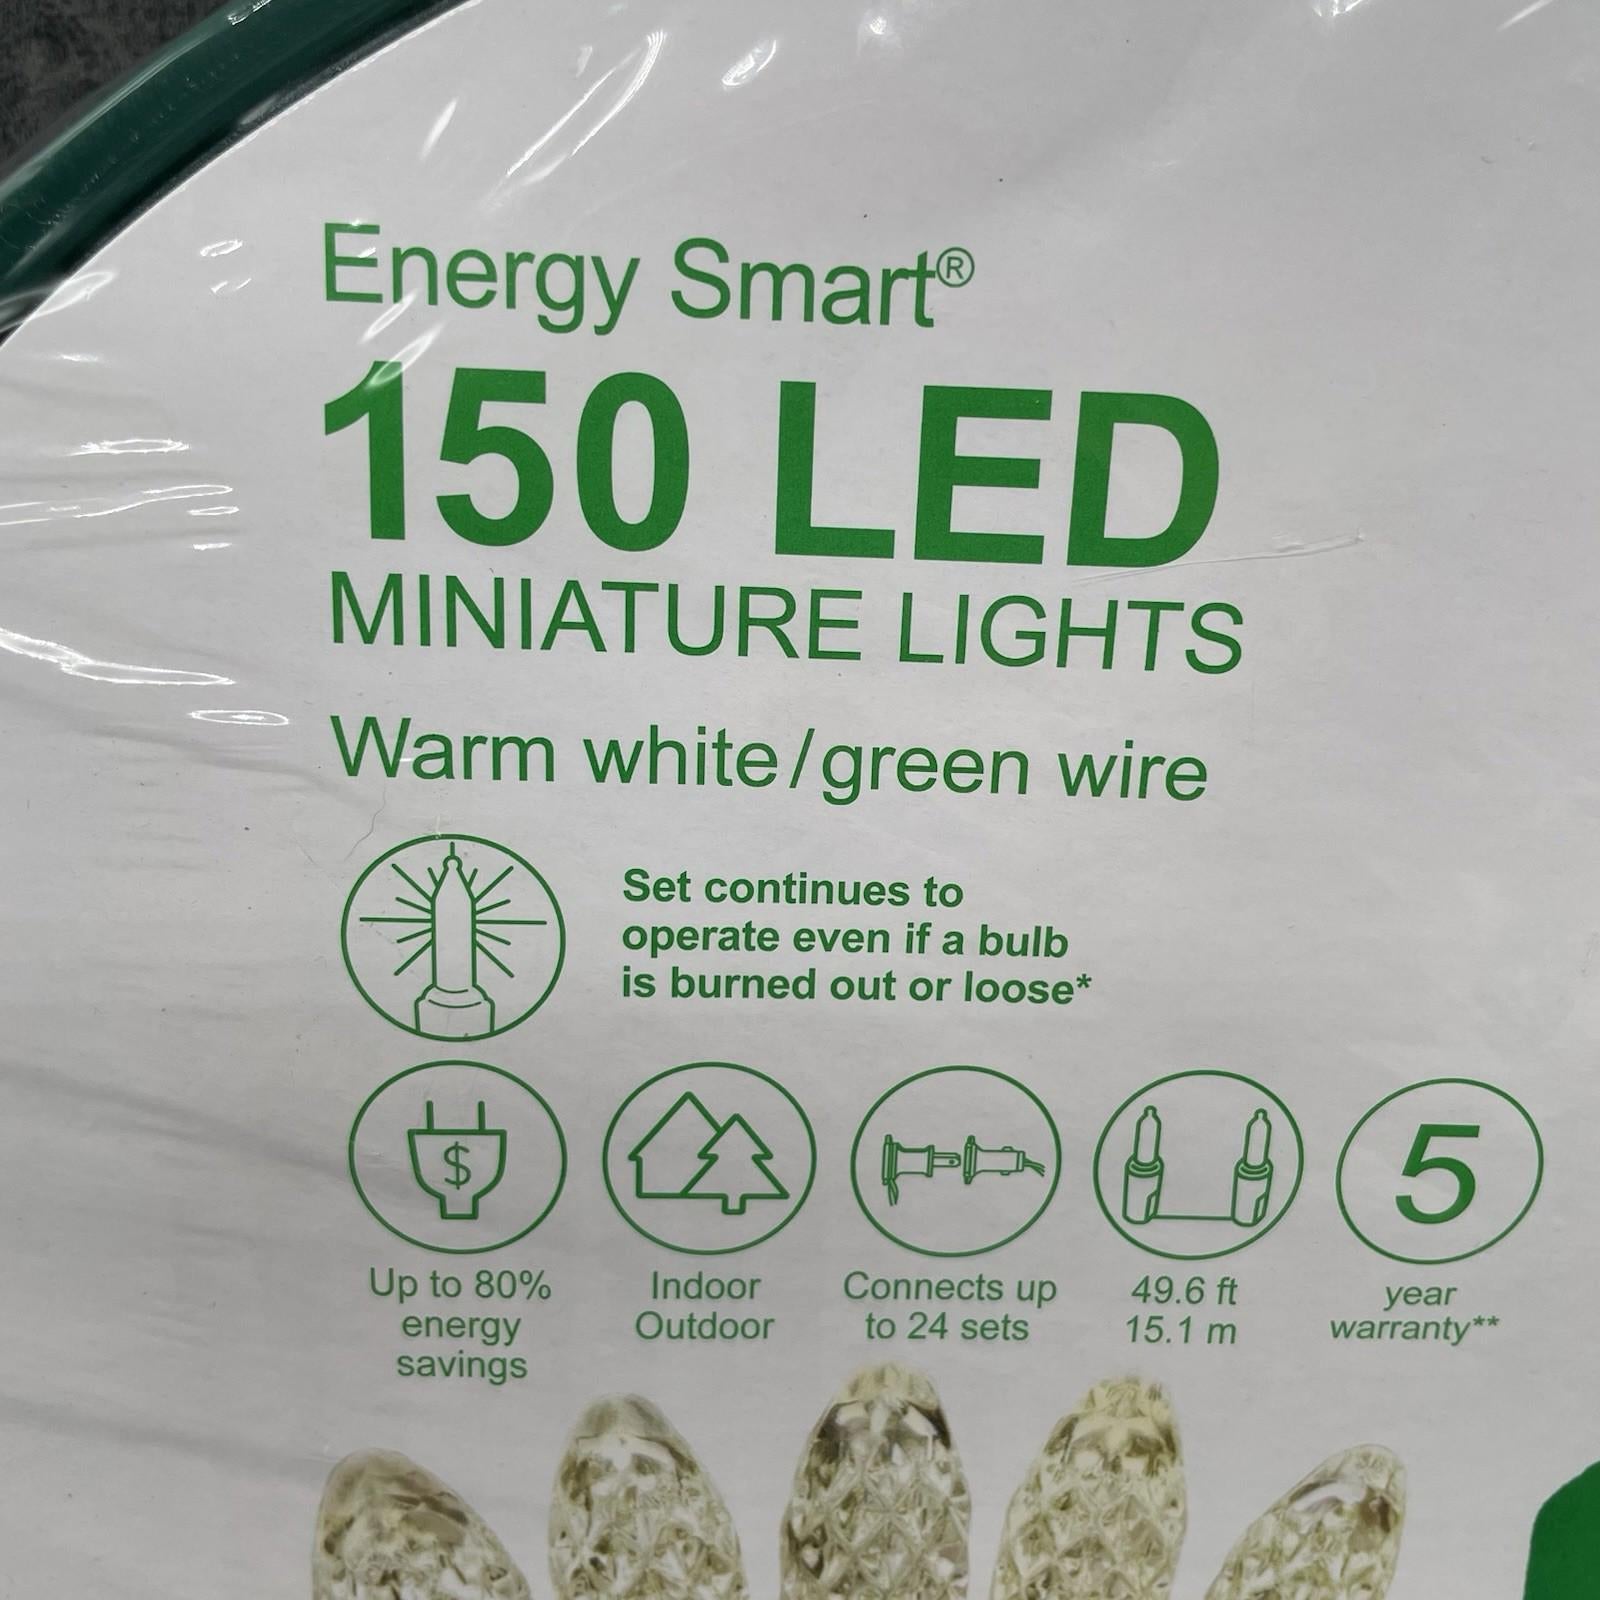 Energy Smart®
150 LED
MINIATURE LIGHTS
Warm white/green wire
Set continues to
operate even if a bulb
is burned out or loose*
$
5
Up to 80%
energy
savings
Indoor
Outdoor
Connects up
to 24 sets
49.6 ft
15.1 m
year
warranty**